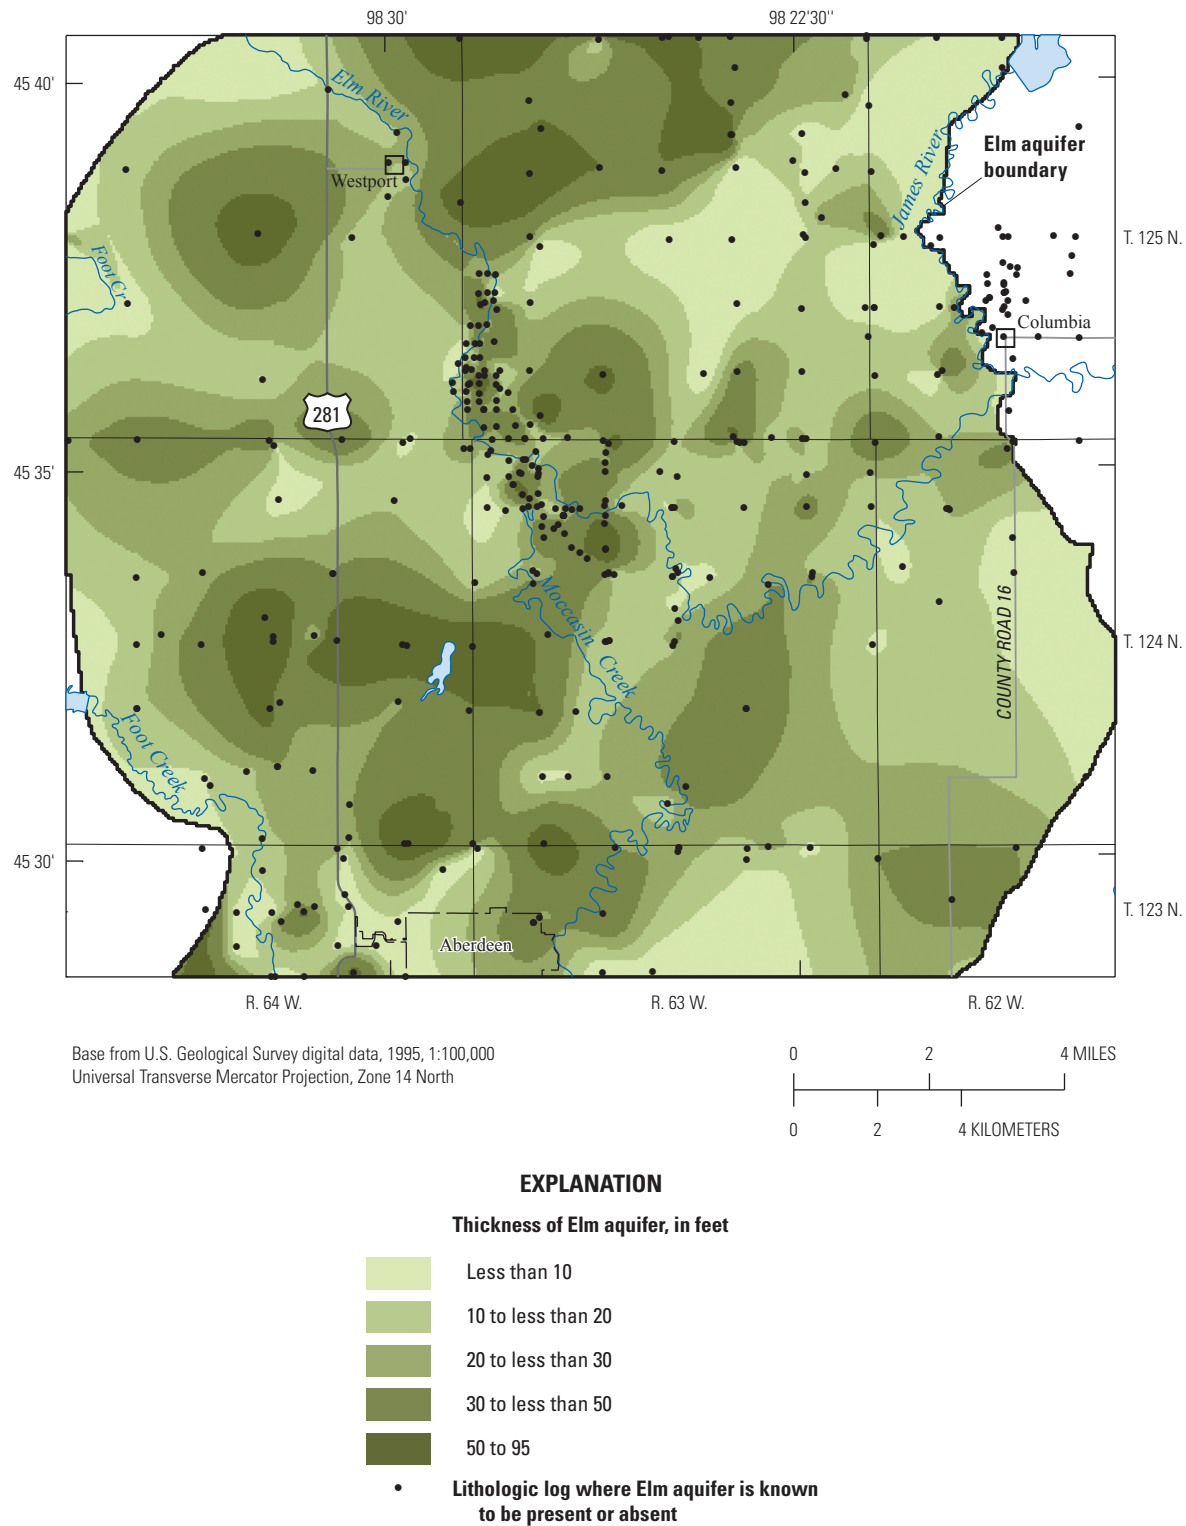 98 30'
98 22'30''
45 40'
Elm River
Elm aquifer
boundary
James River
Westport
T. 125 N.
Foot Cr
Columbia
281
45 35'
Moccasin Creek
COUNTY ROAD 16
T. 124 N.
Foot Creek
45 30'
T. 123 N.
Aberdeen
R. 64 W.
R. 63 W.
R. 62 W.
Base from U.S. Geological Survey digital data, 1995, 1:100,000
Universal Transverse Mercator Projection, Zone 14 North
0 2 4 MILES
0 2 4 KILOMETERS
EXPLANATION
Thickness of Elm aquifer, in feet
Less than 10
10 to less than 20
20 to less than 30
30 to less than 50
50 to 95
Lithologic log where Elm aquifer is known
to be present or absent